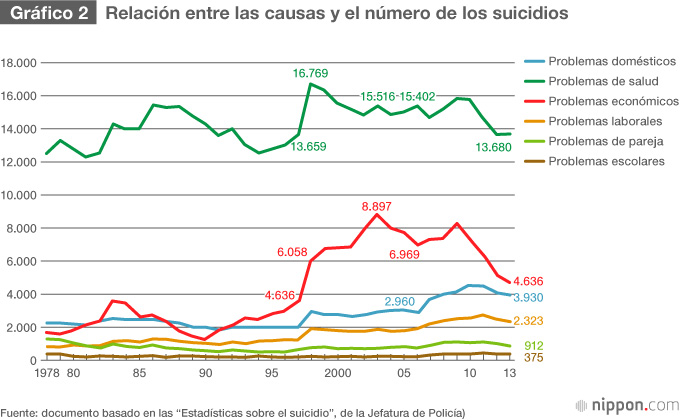 Gráfico 2 Relación entre las causas y el número de los suicidios
18.000
16.000
14.000
12.000
10.000
8.000
6.000
4.000
2.000
0
16.769
15.516
15.402
13.659
13.680
8.897
6.058
6.969
4.636
4.636
2.960
3.930
2.323
912
375
Problemas domésticos
Problemas de salud
Problemas económicos
Problemas laborales
Problemas de pareja
Problemas escolares
1978 80 85 90 95 2000 05 10 13
Fuente: documento basado en las “Estadísticas sobre el suicidio”, de la Jefatura de Policía)
nippon.com